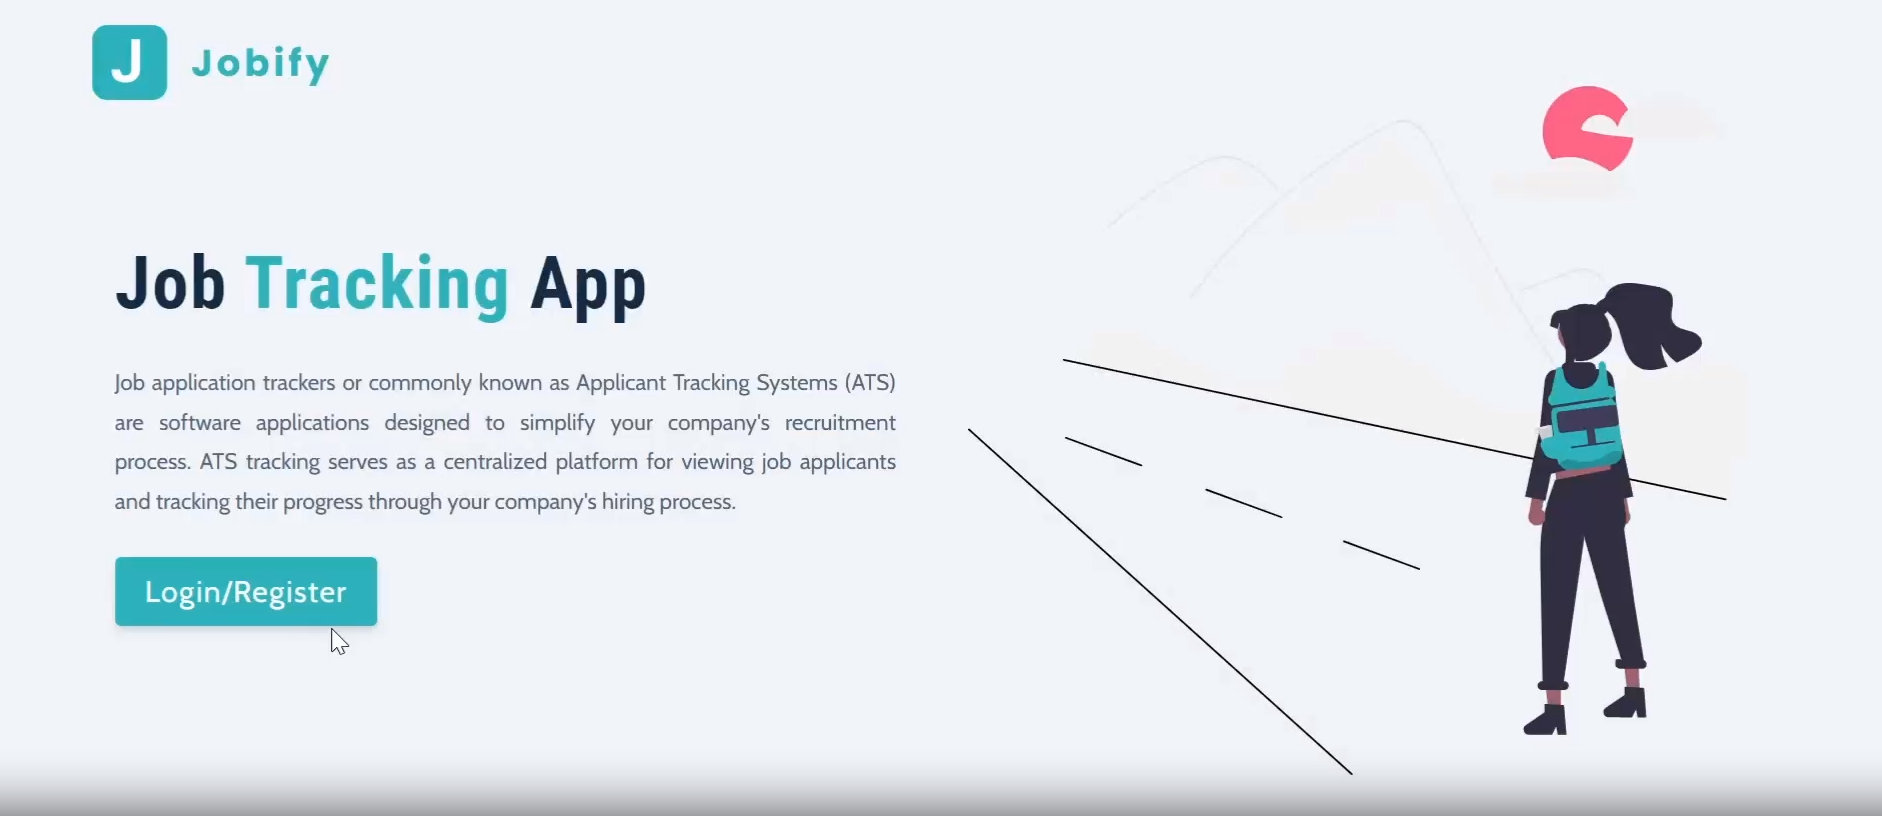 J Jobify
Job Tracking App
Job application trackers or commonly known as Applicant Tracking Systems (ATS)
are software applications designed to simplify your company's recruitment
process. ATS tracking serves as a centralized platform for viewing job applicants
and tracking their progress through your company's hiring process.
Login/Register